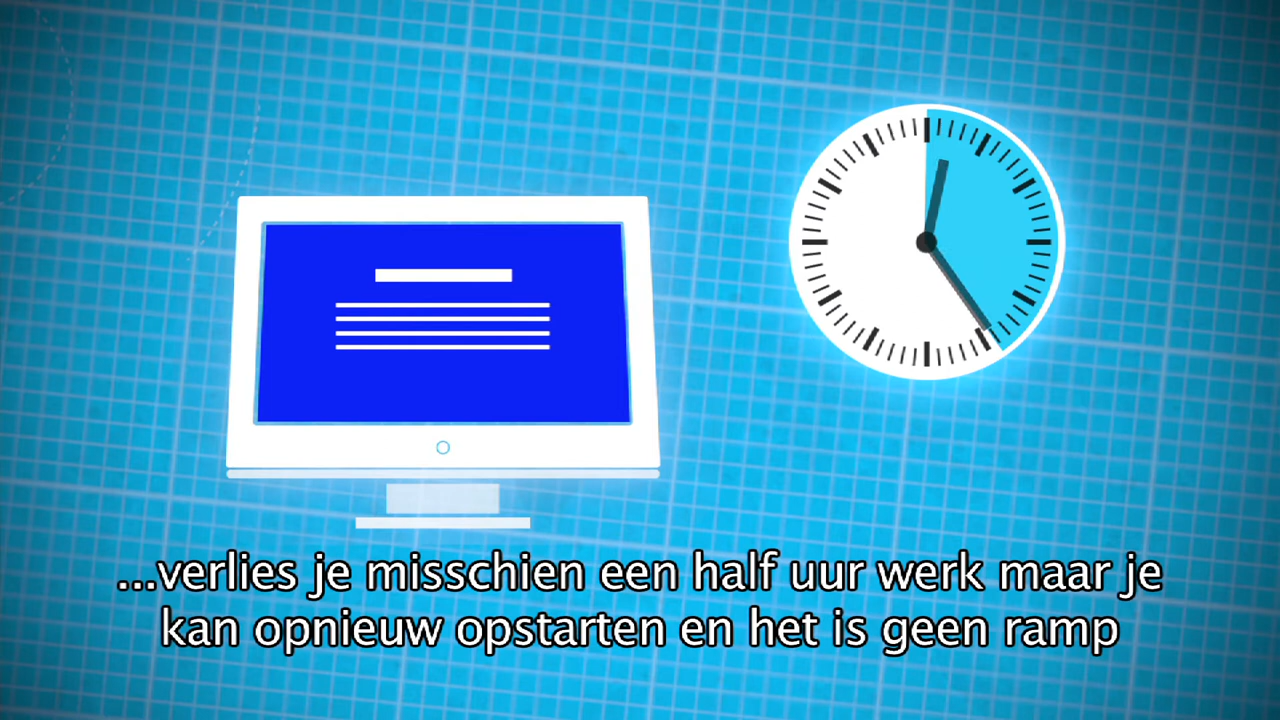 ...verlies je misschien een half uur werk maar je
kan opnieuw opstarten en het is geen ramp